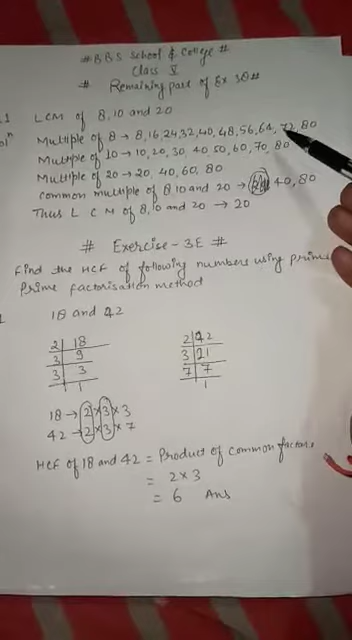 # BBS School & College #
Class V
# Remaining part of Ex 3D #
.1 LCM of 8, 10 and 20
Multiple of 8 → 8, 16, 24, 32, 40, 48, 56, 64, 72, 80
Multiple of 10 → 10, 20, 30 40 50, 60, 70, 80
Multiple of 20 → 20, 40, 60, 80
Common multiple of 8 10 and 20 → 40, 80
Thus L C M of 8, 10 and 20 → 20
# Exercise - 3E #
Find the HCF of following numbers using prime
Prime factorisation method
18 and 42
2 | 18 2 | 42
3 | 9 3 | 21
3 | 3 7 | 7
1 1
18 → 2 × 3 × 3
42 → 2 × 3 × 7
HCF of 18 and 42 = Product of common factors
= 2 × 3
= 6 Ans